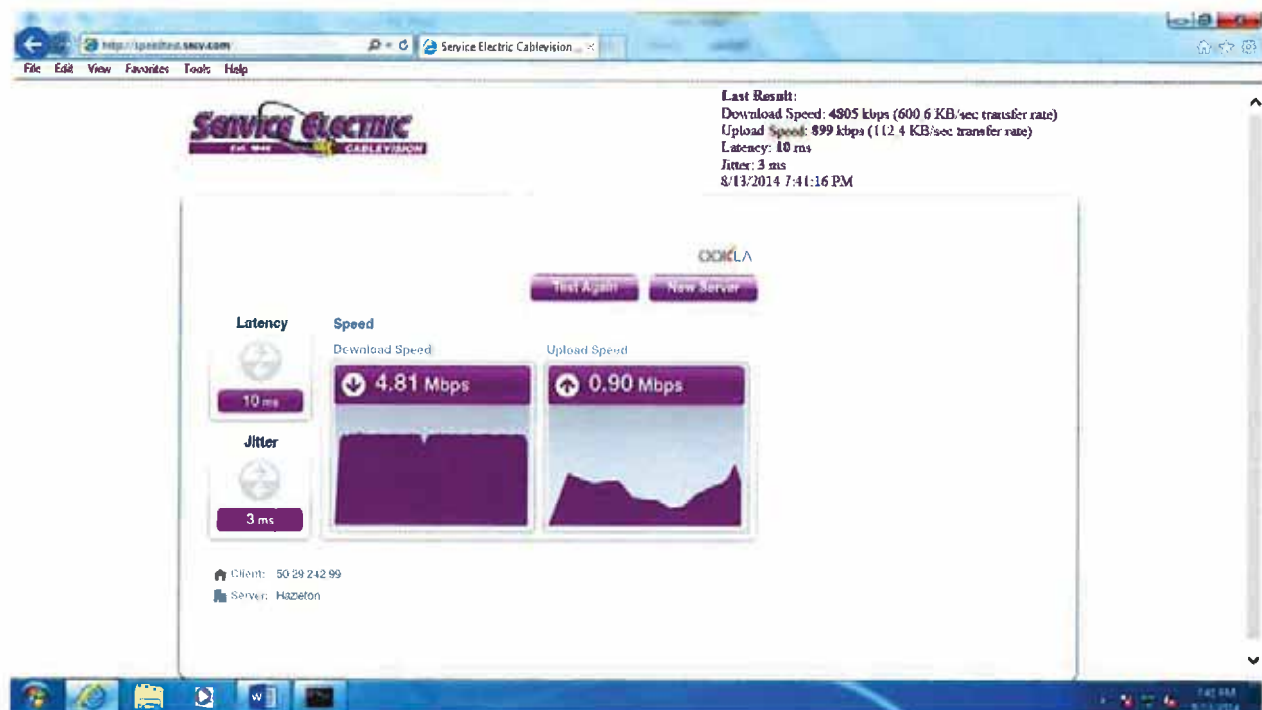 Service Electric Cablevision ...
File Edit View Favorites Tools Help
Service Electric
CABLEVISION
Last Result:
Download Speed: 4805 kbps (600.6 KB/sec transfer rate)
Upload Speed: 899 kbps (112.4 KB/sec transfer rate)
Latency: 10 ms
Jitter: 3 ms
8/13/2014 7:41:16 PM
OOKLA
Test Again New Server
Latency Speed
Download Speed Upload Speed
4.81 Mbps 0.90 Mbps
10 ms
Jitter
3 ms
Client: 50.29.242.99
Server: Hazleton